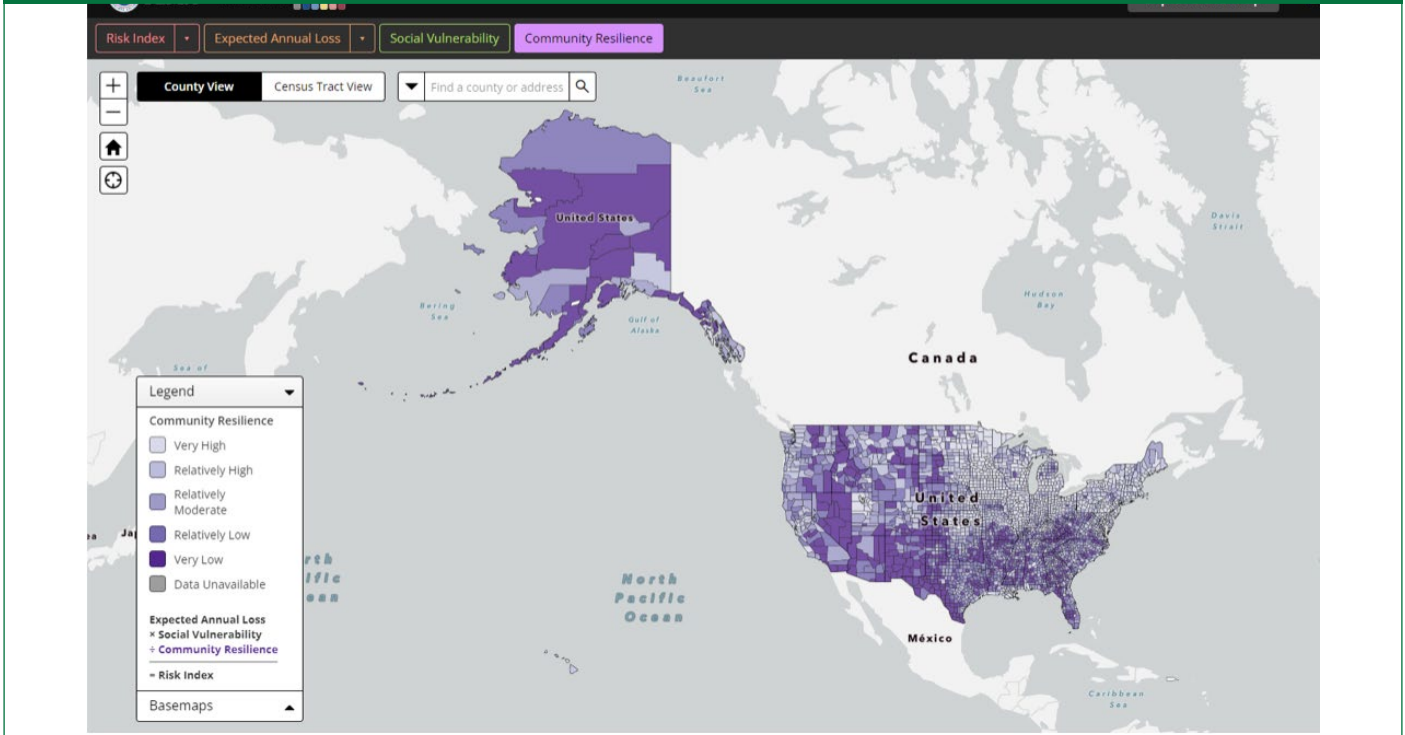 Risk Index
Expected Annual Loss
Social Vulnerability
Community Resilience
County View
Census Tract View
Find a county or address
Beaufort
Sea
Davis
Strait
United States
Hudson
Bay
Bering
Sea
Gulf of
Alaska
Canada
Sea of
Legend
Community Resilience
Very High
Relatively High
Relatively
Moderate
Relatively Low
Very Low
Data Unavailable
Expected Annual Loss
× Social Vulnerability
÷ Community Resilience
= Risk Index
Basemaps
United
States
North
Pacific
Ocean
México
Caribbean
Sea